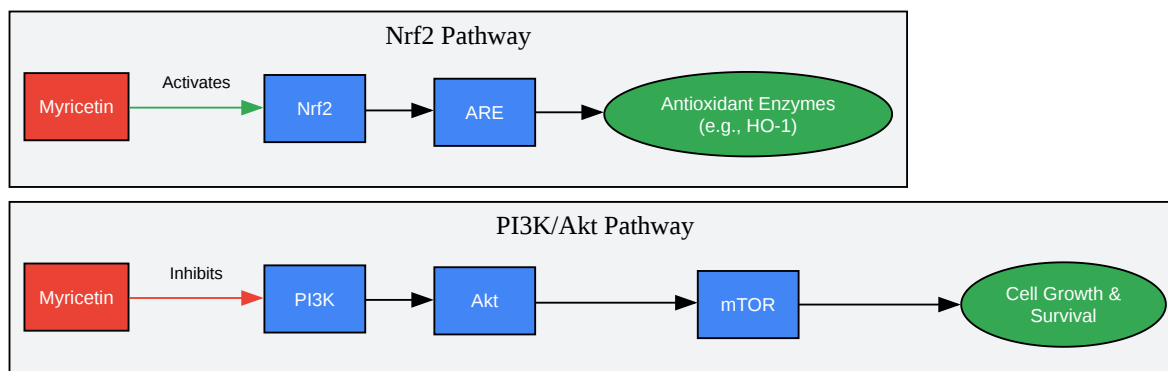 Nrf2 Pathway
Activates
Myricetin
Nrf2
ARE
Antioxidant Enzymes
(e.g., HO-1)
PI3K/Akt Pathway
Inhibits
Myricetin
PI3K
Akt
mTOR
Cell Growth &
Survival